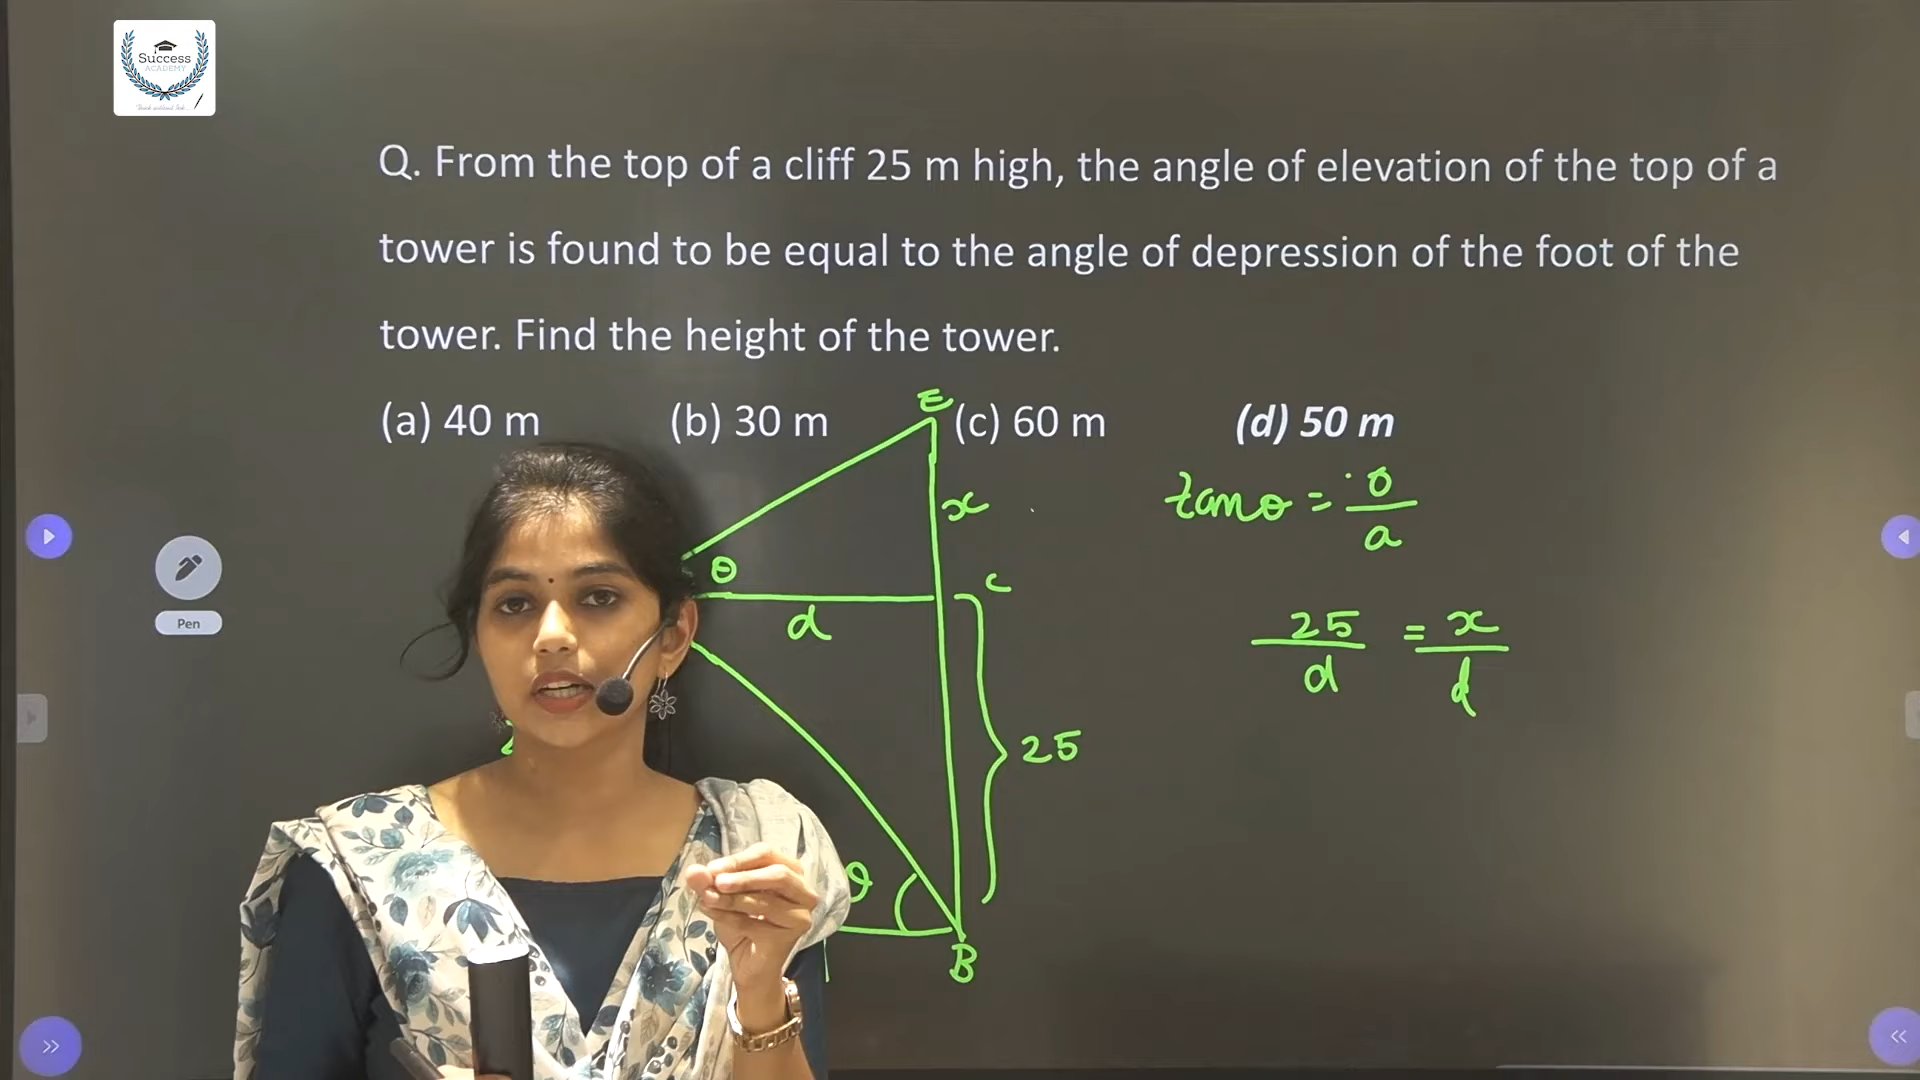 Success
ACADEMY
Q. From the top of a cliff 25 m high, the angle of elevation of the top of a
tower is found to be equal to the angle of depression of the foot of the
tower. Find the height of the tower.
(a) 40 m (b) 30 m (c) 60 m (d) 50 m
E
x
tanθ = o/a
θ
C
d
25/d = x/d
25
θ
B
Pen